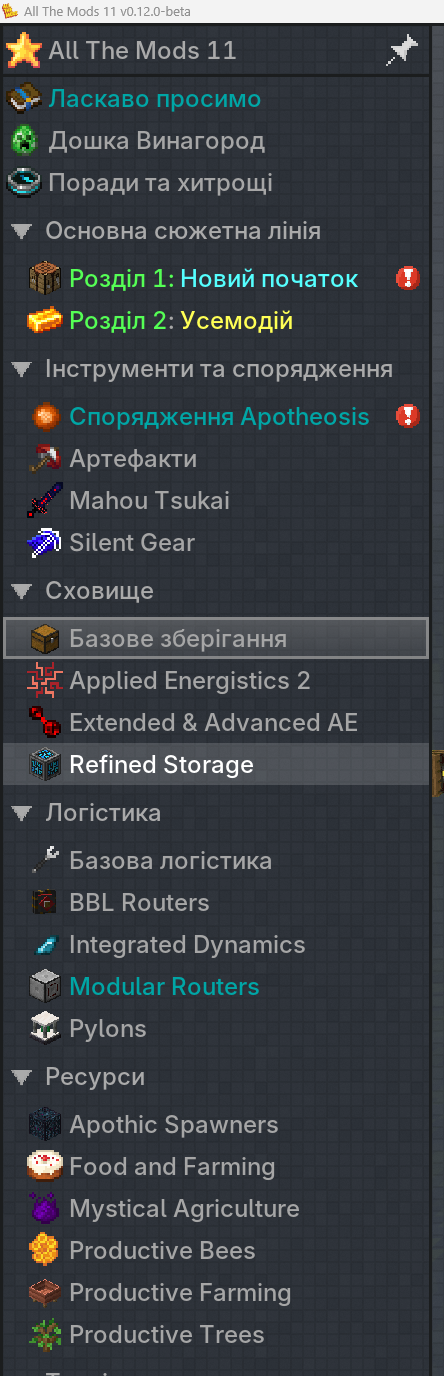 All The Mods 11 v0.12.0-beta
All The Mods 11
Ласкаво просимо
Дошка Винагород
Поради та хитрощі
Основна сюжетна лінія
Розділ 1: Новий початок
Розділ 2: Усемодій
Інструменти та спорядження
Спорядження Apotheosis
Артефакти
Mahou Tsukai
Silent Gear
Сховище
Базове зберігання
Applied Energistics 2
Extended & Advanced AE
Refined Storage
Логістика
Базова логістика
BBL Routers
Integrated Dynamics
Modular Routers
Pylons
Ресурси
Apothic Spawners
Food and Farming
Mystical Agriculture
Productive Bees
Productive Farming
Productive Trees